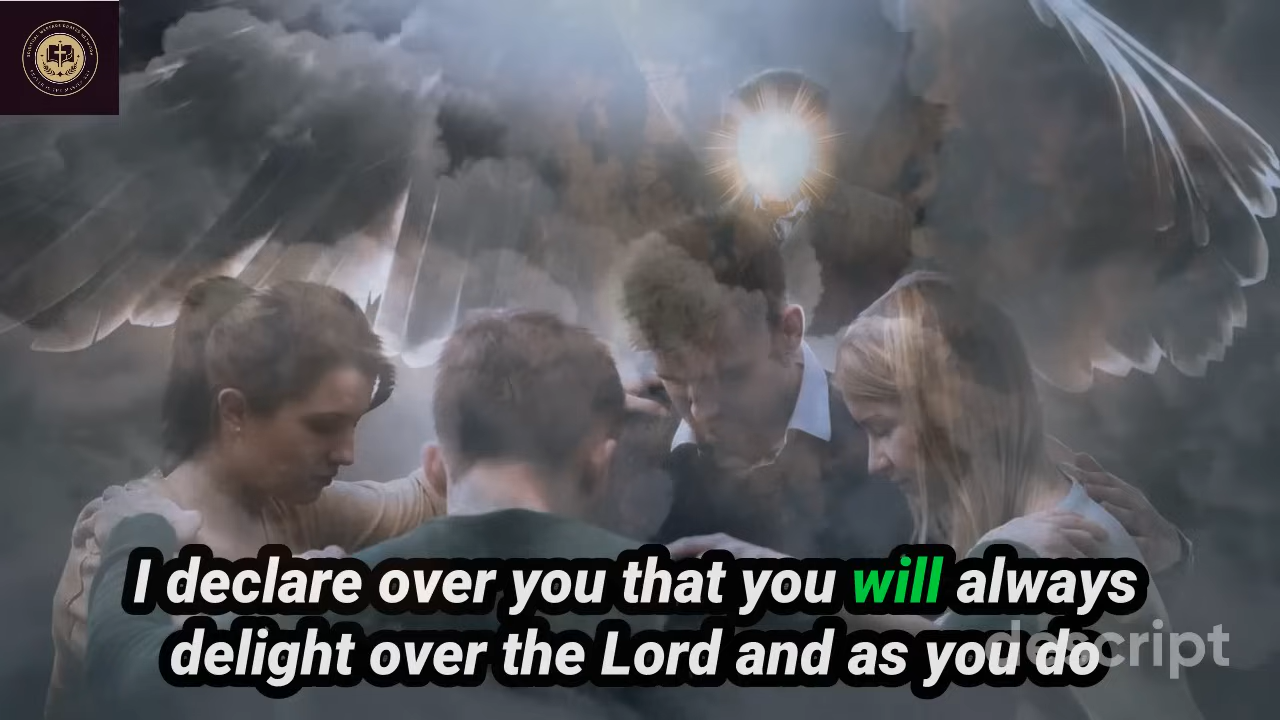 I declare over you that you will always
delight over the Lord and as you do
descript